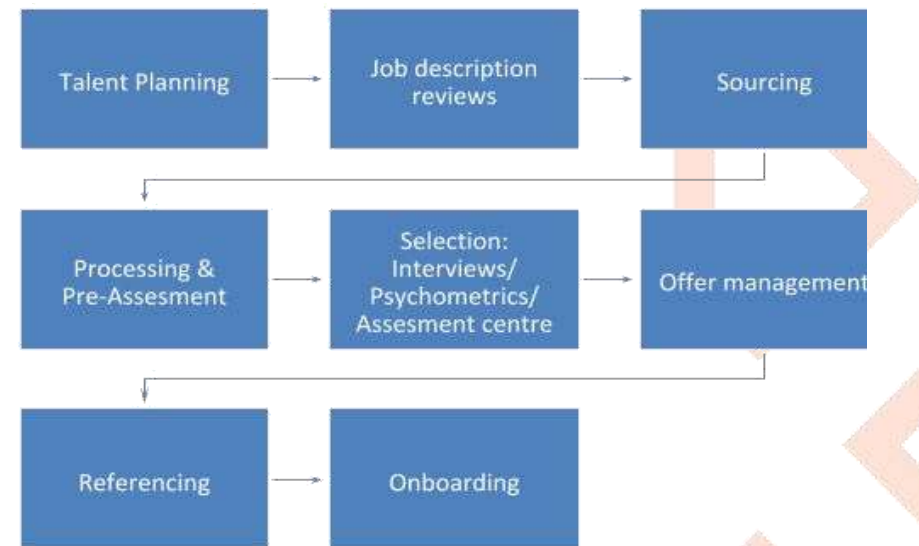 Talent Planning
Job description
reviews
Sourcing
Processing &
Pre-Assesment
Selection:
Interviews/
Psychometrics/
Assesment centre
Offer management
Referencing
Onboarding